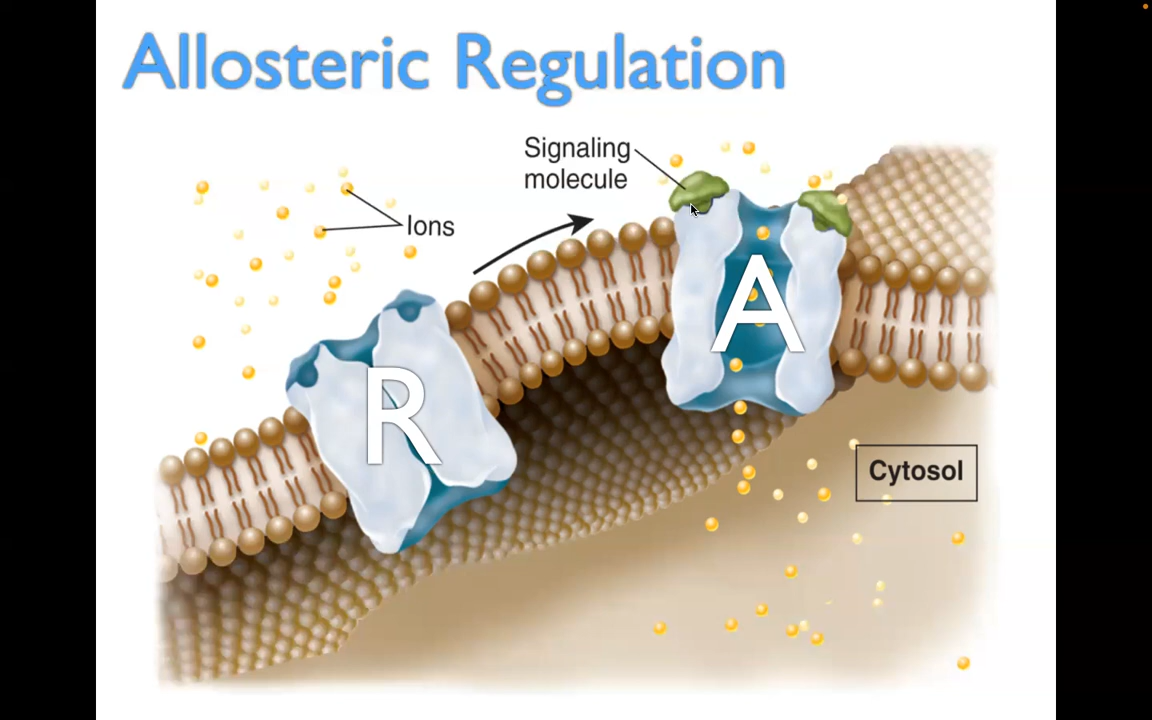 Allosteric Regulation
Signaling
molecule
Ions
A
R
Cytosol